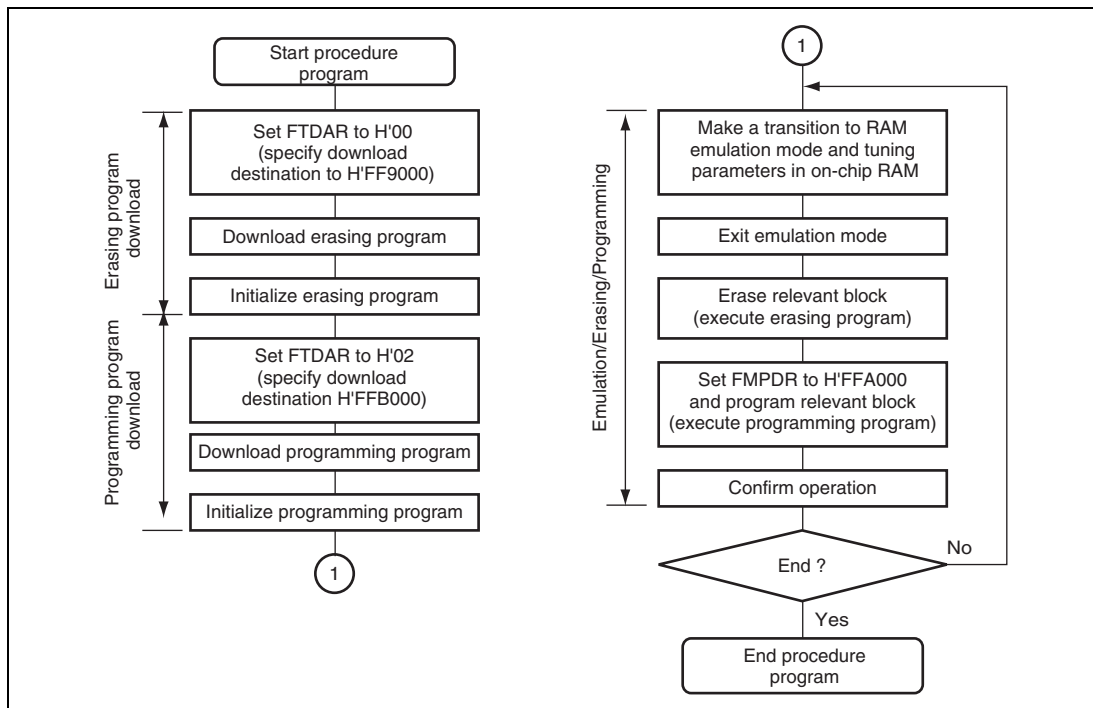 Start procedure
program
Erasing program
download
Set FTDAR to H'00
(specify download
destination to H'FF9000)
Download erasing program
Initialize erasing program
Programming program
download
Set FTDAR to H'02
(specify download
destination H'FFB000)
Download programming program
Initialize programming program
1
1
Emulation/Erasing/Programming
Make a transition to RAM
emulation mode and tuning
parameters in on-chip RAM
Exit emulation mode
Erase relevant block
(execute erasing program)
Set FMPDR to H'FFA000
and program relevant block
(execute programming program)
Confirm operation
End ?
No
Yes
End procedure
program